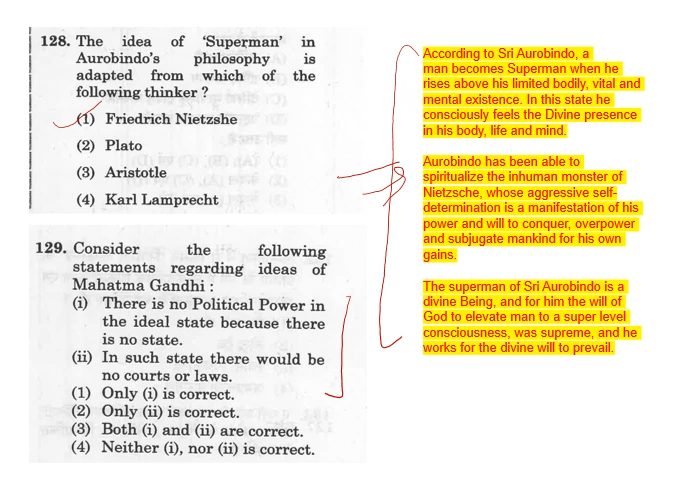 128. The idea of 'Superman' in
Aurobindo's philosophy is
adapted from which of the
following thinker ?
(1) Friedrich Nietzshe
(2) Plato
(3) Aristotle
(4) Karl Lamprecht
129. Consider the following
statements regarding ideas of
Mahatma Gandhi :
(i) There is no Political Power in
the ideal state because there
is no state.
(ii) In such state there would be
no courts or laws.
(1) Only (i) is correct.
(2) Only (ii) is correct.
(3) Both (i) and (ii) are correct.
(4) Neither (i), nor (ii) is correct.
According to Sri Aurobindo, a
man becomes Superman when he
rises above his limited bodily, vital and
mental existence. In this state he
consciously feels the Divine presence
in his body, life and mind.
Aurobindo has been able to
spiritualize the inhuman monster of
Nietzsche, whose aggressive self-
determination is a manifestation of his
power and will to conquer, overpower
and subjugate mankind for his own
gains.
The superman of Sri Aurobindo is a
divine Being, and for him the will of
God to elevate man to a super level
consciousness, was supreme, and he
works for the divine will to prevail.